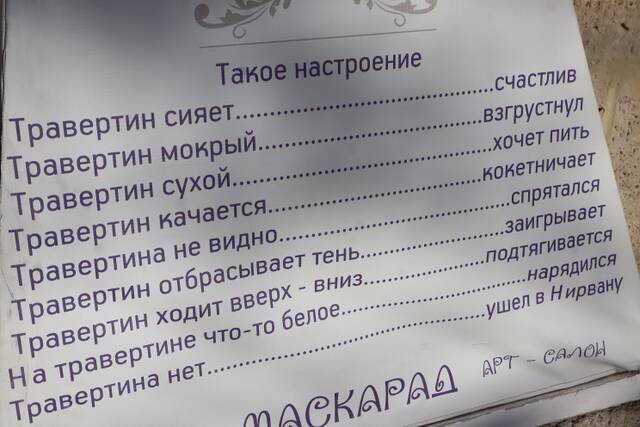 Такое настроение
Травертин сияет..............................счастлив
Травертин мокрый..........................взгрустнул
Травертин сухой..............................хочет пить
Травертин качается.........................кокетничает
Травертина не видно..........................спрятался
Травертин отбрасывает тень.................заигрывает
Травертин ходит вверх - вниз..............подтягивается
На травертине что-то белое....................нарядился
Травертина нет..................................ушел в Нирвану
МАСКАРАД АРТ - САЛОН